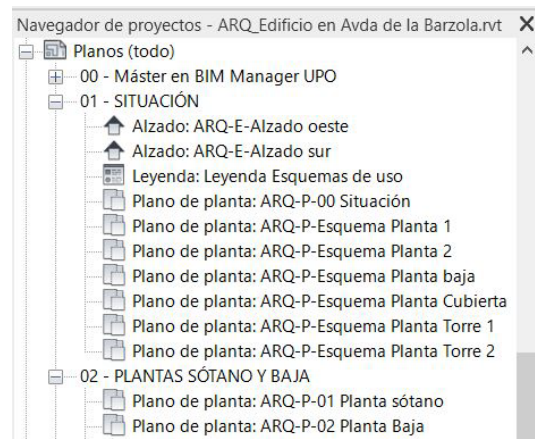 Navegador de proyectos - ARQ_Edificio en Avda de la Barzola.rvt
Planos (todo)
00 - Máster en BIM Manager UPO
01 - SITUACIÓN
Alzado: ARQ-E-Alzado oeste
Alzado: ARQ-E-Alzado sur
Leyenda: Leyenda Esquemas de uso
Plano de planta: ARQ-P-00 Situación
Plano de planta: ARQ-P-Esquema Planta 1
Plano de planta: ARQ-P-Esquema Planta 2
Plano de planta: ARQ-P-Esquema Planta baja
Plano de planta: ARQ-P-Esquema Planta Cubierta
Plano de planta: ARQ-P-Esquema Planta Torre 1
Plano de planta: ARQ-P-Esquema Planta Torre 2
02 - PLANTAS SÓTANO Y BAJA
Plano de planta: ARQ-P-01 Planta sótano
Plano de planta: ARQ-P-02 Planta Baja